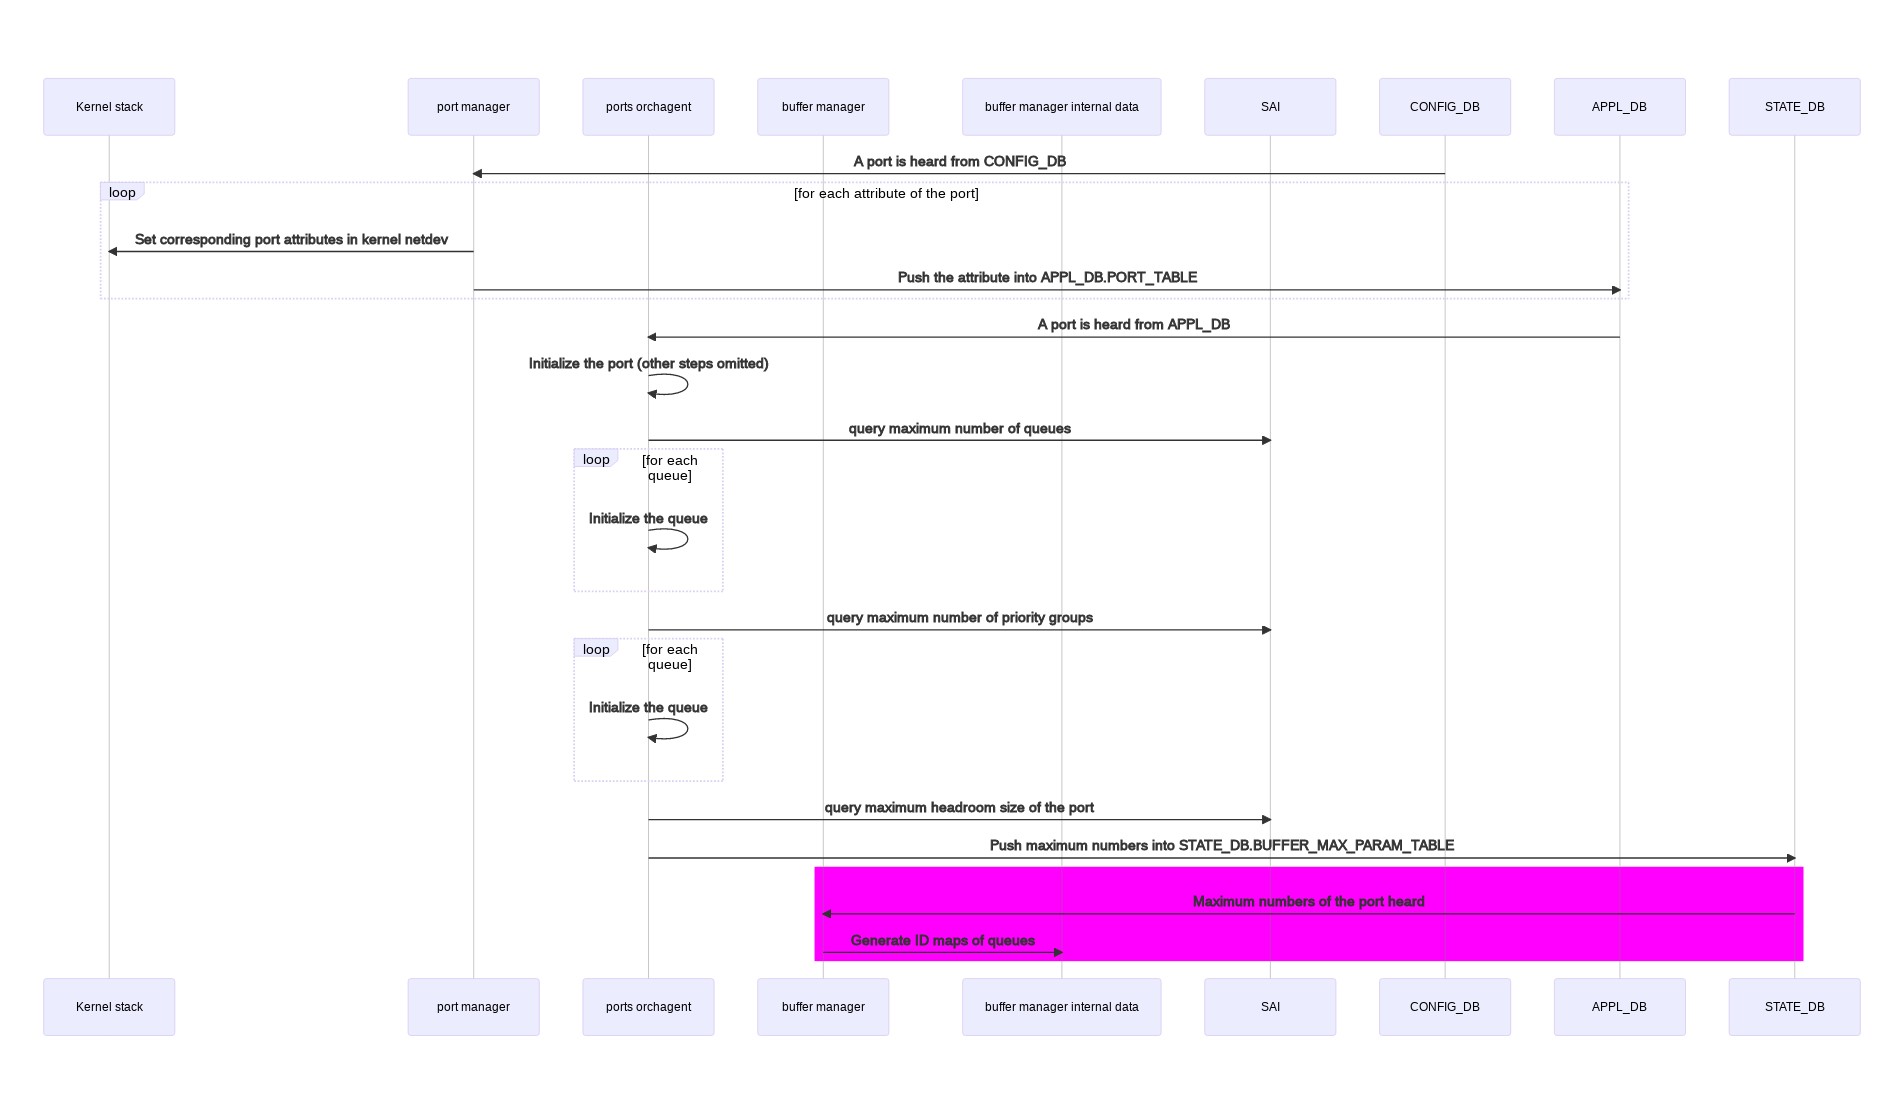 Kernel stack
port manager
ports orchagent
buffer manager
buffer manager internal data
SAI
CONFIG_DB
APPL_DB
STATE_DB
A port is heard from CONFIG_DB
loop
[for each attribute of the port]
Set corresponding port attributes in kernel netdev
Push the attribute into APPL_DB.PORT_TABLE
A port is heard from APPL_DB
Initialize the port (other steps omitted)
query maximum number of queues
loop
[for each
queue]
Initialize the queue
query maximum number of priority groups
loop
[for each
queue]
Initialize the queue
query maximum headroom size of the port
Push maximum numbers into STATE_DB.BUFFER_MAX_PARAM_TABLE
Maximum numbers of the port heard
Generate ID maps of queues
Kernel stack
port manager
ports orchagent
buffer manager
buffer manager internal data
SAI
CONFIG_DB
APPL_DB
STATE_DB